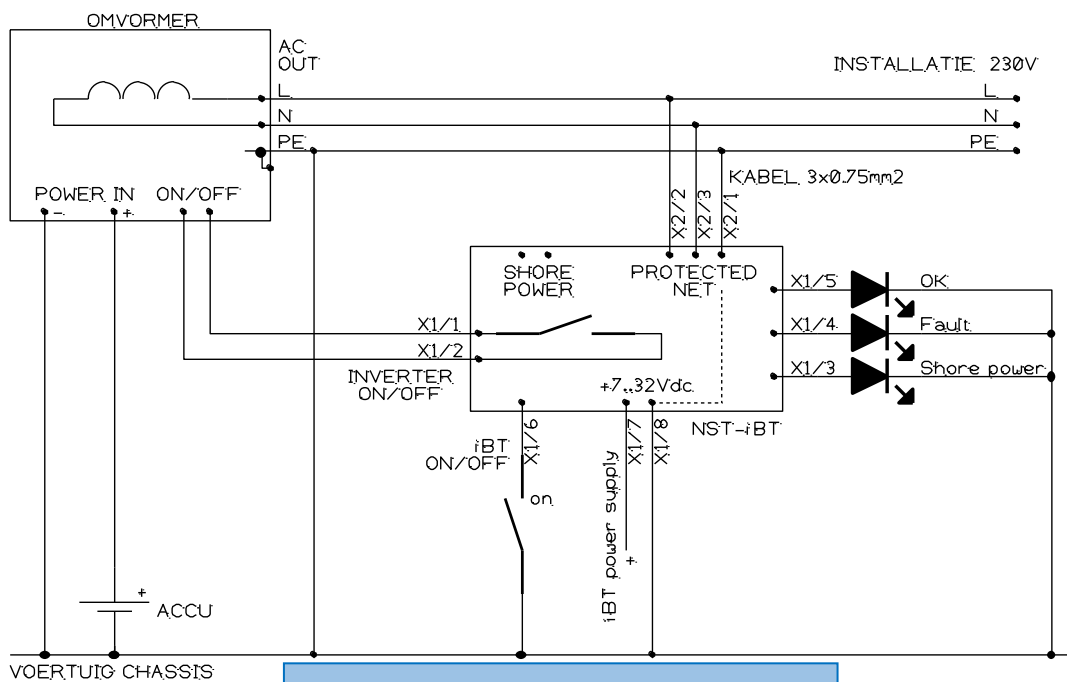 OMVORMER
AC
OUT
INSTALLATIE 230V
L
L
N
N
PE
PE
KABEL 3x0.75mm2
POWER IN
ON/OFF
-
+
X2/2
X2/3
X2/1
SHORE
POWER
PROTECTED
NET
X1/5
OK
X1/1
X1/4
Fault
X1/2
X1/3
Shore power
INVERTER
ON/OFF
+7..32Vdc
NST-iBT
iBT
ON/OFF
X1/6
X1/7
X1/8
on
iBT power supply
+
+
ACCU
VOERTUIG CHASSIS